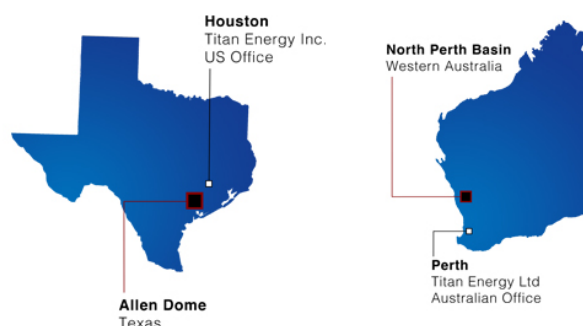 Houston
Titan Energy Inc.
US Office
North Perth Basin
Western Australia
Allen Dome
Texas
Perth
Titan Energy Ltd
Australian Office